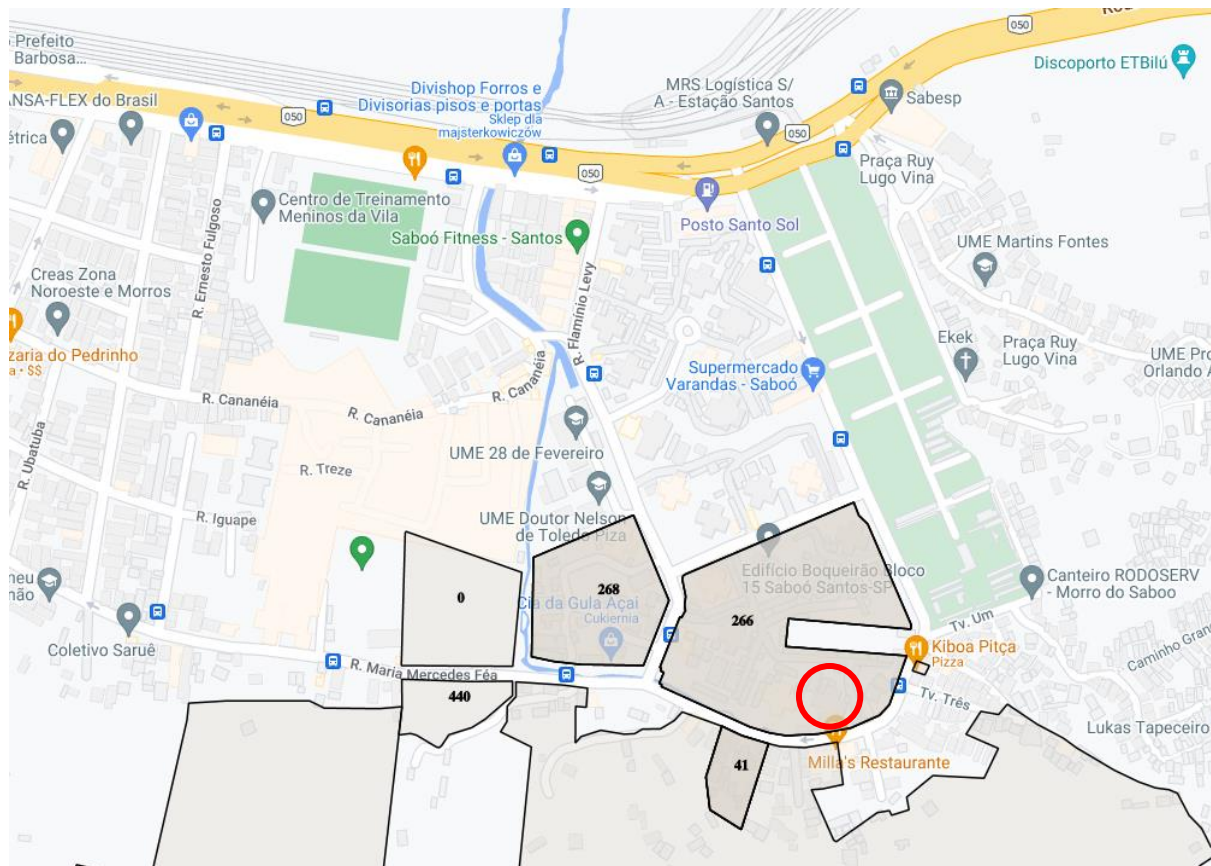 050
Prefeito
Barbosa...
ANSA-FLEX do Brasil
étrica
050
Divishop Forros e
Divisorias pisos e portas
Sklep dla
majsterkowiczów
MRS Logística S/
A - Estação Santos
050
Sabesp
Discoporto ETBilú
050
Praça Ruy
Lugo Vina
Centro de Treinamento
Meninos da Vila
R. Ernesto Fulgoso
Saboó Fitness - Santos
Posto Santo Sol
UME Martins Fontes
Creas Zona
Noroeste e Morros
R. Flamínio Levy
zaria do Pedrinho
a • $$
R. Cananéia
R. Cananéia
R. Cananéia
Supermercado
Varandas - Saboó
Ekek
Praça Ruy
Lugo Vina
UME Pro
Orlando A
R. Ubatuba
R. Treze
UME 28 de Fevereiro
R. Iguape
UME Doutor Nelson
de Toledo Piza
Edifício Boqueirão Bloco
15 Saboó Santos-SP
Canteiro RODOSERV
- Morro do Saboo
neu
não
0
268
Cia da Gula Açai
Cukiernia
266
Tv. Um
Coletivo Saruê
Kiboa Pitça
Pizza
Caminho Grand
R. Maria Mercedes Féa
440
Tv. Três
Lukas Tapeceiro
41
Milla's Restaurante